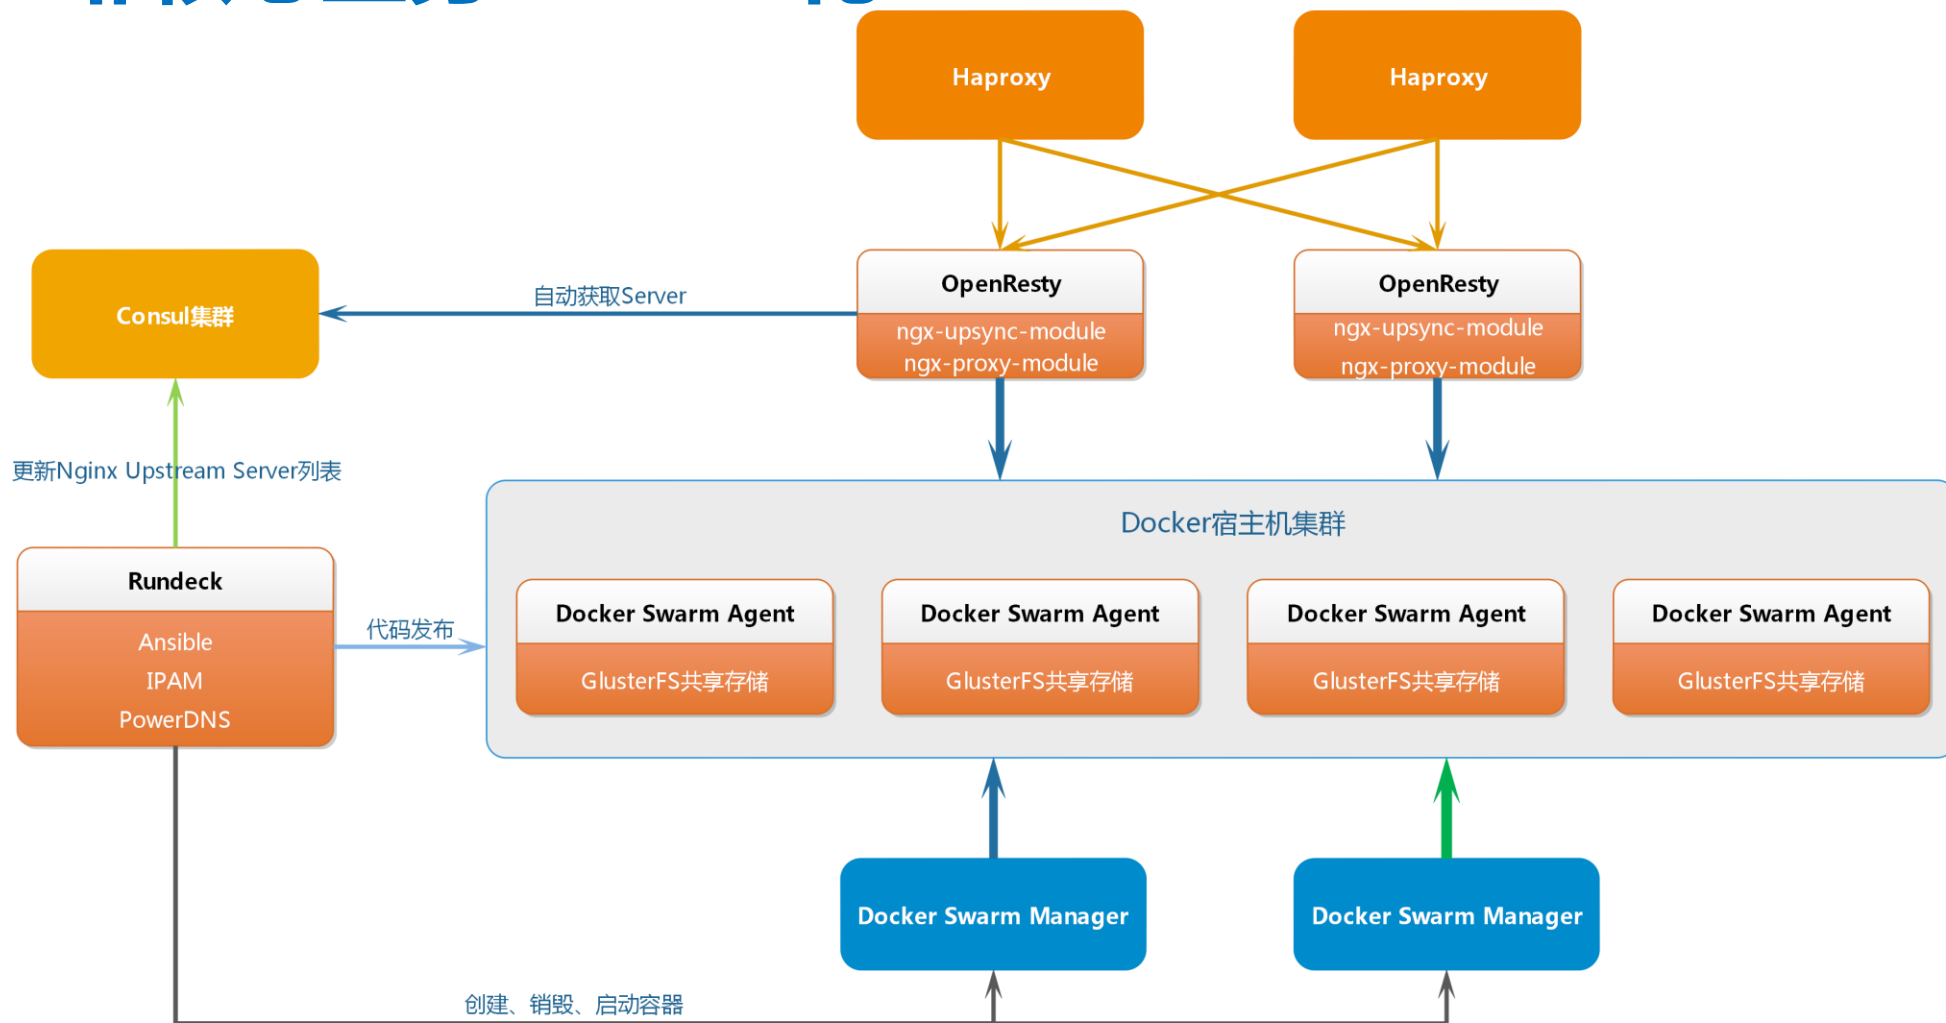 Haproxy
Haproxy
OpenResty
ngx-upsync-module
ngx-proxy-module
OpenResty
ngx-upsync-module
ngx-proxy-module
自动获取Server
Consul集群
更新Nginx Upstream Server列表
Rundeck
Ansible
IPAM
PowerDNS
代码发布
Docker宿主机集群
Docker Swarm Agent
GlusterFS共享存储
Docker Swarm Agent
GlusterFS共享存储
Docker Swarm Agent
GlusterFS共享存储
Docker Swarm Agent
GlusterFS共享存储
Docker Swarm Manager
Docker Swarm Manager
创建、销毁、启动容器